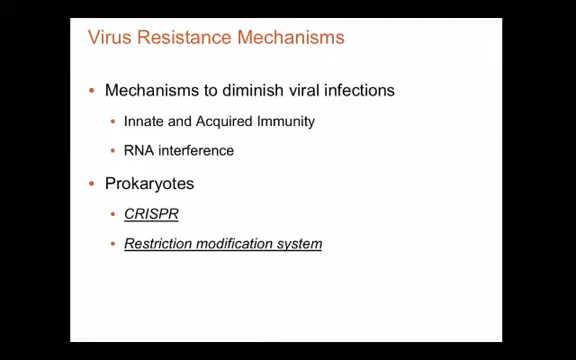 Virus Resistance Mechanisms
• Mechanisms to diminish viral infections
• Innate and Acquired Immunity
• RNA interference
• Prokaryotes
• CRISPR
• Restriction modification system